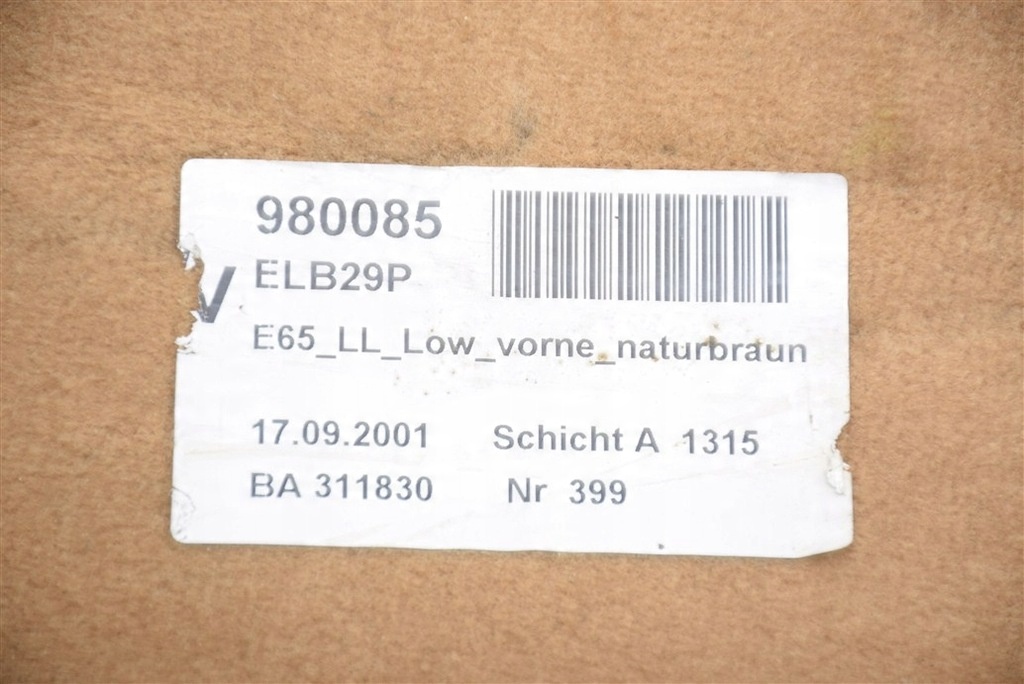 980085
ELB29P
V
E65_LL_Low_vorne_naturbraun
17.09.2001 Schicht A 1315
BA 311830 Nr 399